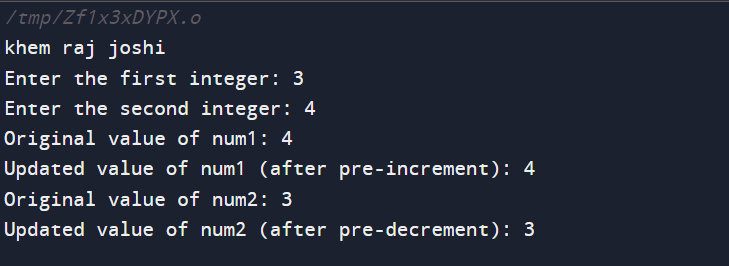 /tmp/Zf1x3xDYPX.o
khem raj joshi
Enter the first integer: 3
Enter the second integer: 4
Original value of num1: 4
Updated value of num1 (after pre-increment): 4
Original value of num2: 3
Updated value of num2 (after pre-decrement): 3